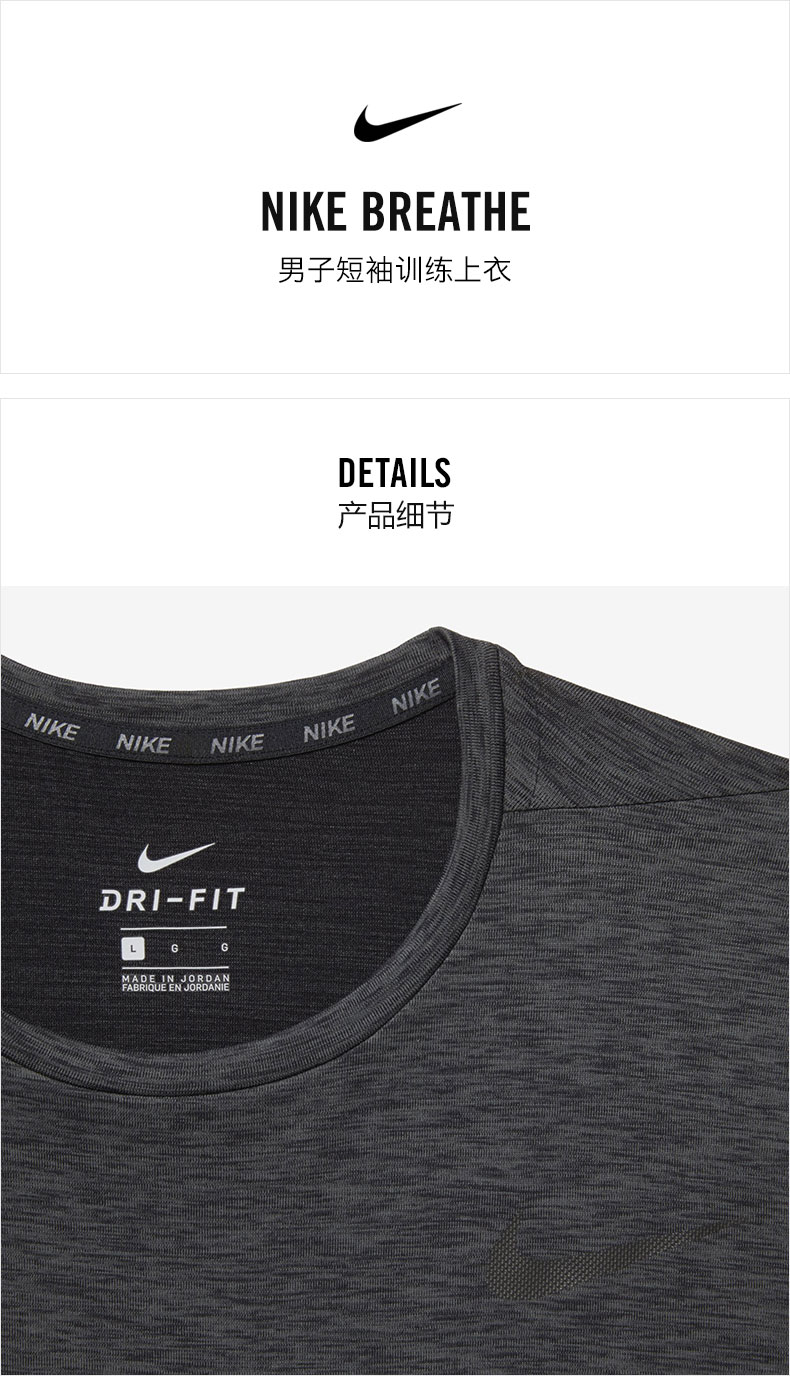 NIKE BREATHE
男子短袖训练上衣
DETAILS
产品细节
NIKE NIKE NIKE NIKE NIKE
DRI-FIT
L G G
MADE IN JORDAN
FABRIQUE EN JORDANIE